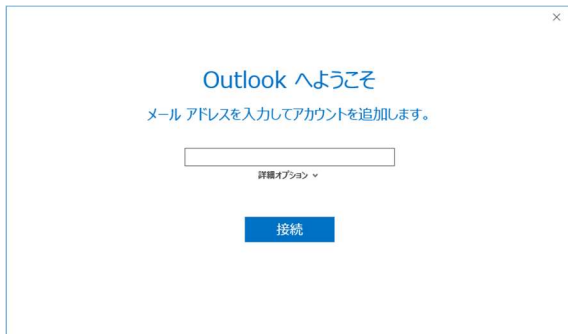 Outlook へようこそ
メール アドレスを入力してアカウントを追加します。
詳細オプション
接続